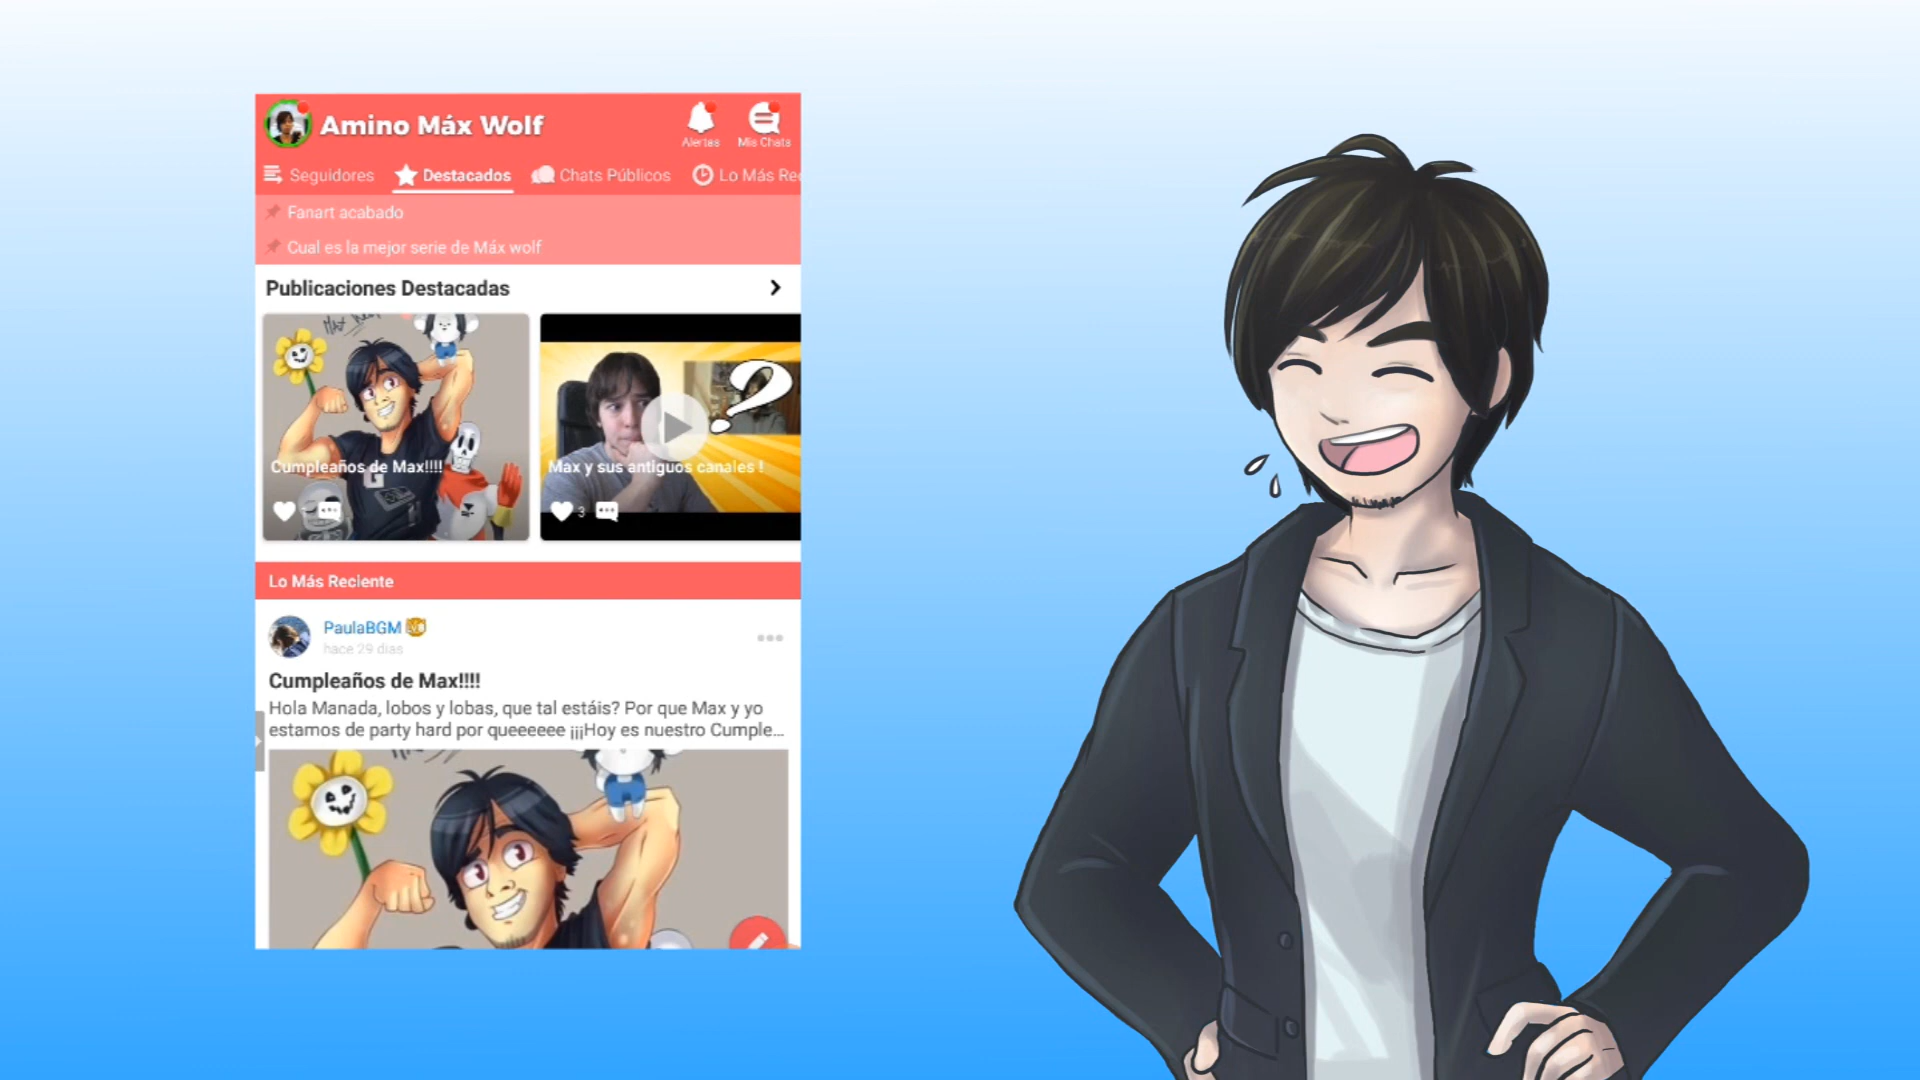 Amino Máx Wolf
Alertas
Mis Chats
Seguidores
Destacados
Chats Públicos
Lo Más Rec
Fanart acabado
Cual es la mejor serie de Máx wolf
Publicaciones Destacadas
Cumpleaños de Max!!!!
Max y sus antiguos canales !
3
Lo Más Reciente
PaulaBGM
hace 29 dias
Cumpleaños de Max!!!!
Hola Manada, lobos y lobas, que tal estáis? Por que Max y yo
estamos de party hard por queeeeee ¡¡¡Hoy es nuestro Cumple...